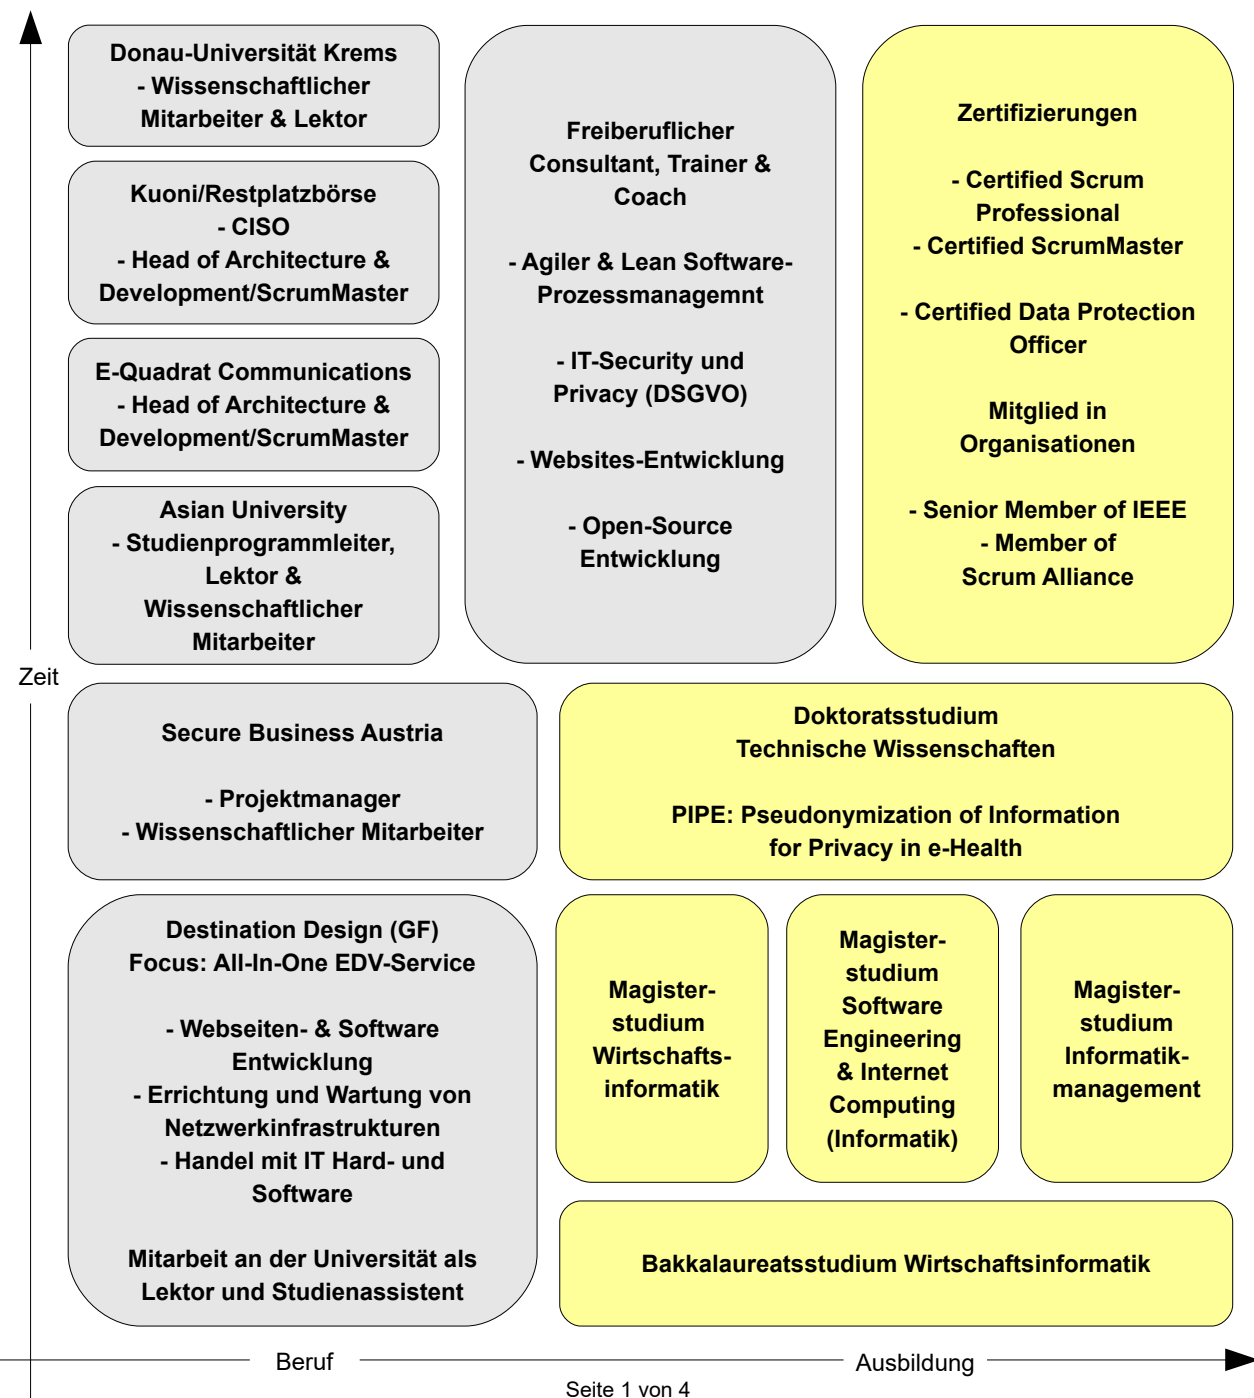 Donau-Universität Krems
- Wissenschaftlicher
Mitarbeiter & Lektor
Kuoni/Restplatzbörse
- CISO
- Head of Architecture &
Development/ScrumMaster
E-Quadrat Communications
- Head of Architecture &
Development/ScrumMaster
Asian University
- Studienprogrammleiter,
Lektor &
Wissenschaftlicher
Mitarbeiter
Freiberuflicher
Consultant, Trainer &
Coach
- Agiler & Lean Software-
Prozessmanagemnt
- IT-Security und
Privacy (DSGVO)
- Websites-Entwicklung
- Open-Source
Entwicklung
Zertifizierungen
- Certified Scrum
Professional
- Certified ScrumMaster
- Certified Data Protection
Officer
Mitglied in
Organisationen
- Senior Member of IEEE
- Member of
Scrum Alliance
Zeit
Secure Business Austria
- Projektmanager
- Wissenschaftlicher Mitarbeiter
Doktoratsstudium
Technische Wissenschaften
PIPE: Pseudonymization of Information
for Privacy in e-Health
Destination Design (GF)
Focus: All-In-One EDV-Service
- Webseiten- & Software
Entwicklung
- Errichtung und Wartung von
Netzwerkinfrastrukturen
- Handel mit IT Hard- und
Software
Mitarbeit an der Universität als
Lektor und Studienassistent
Magister-
studium
Wirtschafts-
informatik
Magister-
studium
Software
Engineering
& Internet
Computing
(Informatik)
Magister-
studium
Informatik-
management
Bakkalaureatsstudium Wirtschaftsinformatik
Beruf
Ausbildung
Seite 1 von 4